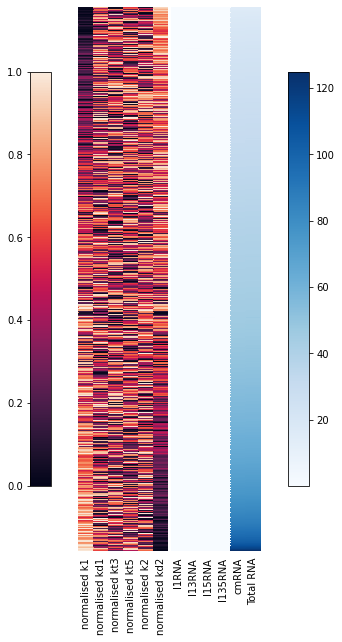 1.0
0.8
0.6
0.4
0.2
0.0
120
100
80
60
40
20
normalised k1
normalised kd1
normalised kt3
normalised kt5
normalised k2
normalised kd2
I1RNA
I13RNA
I15RNA
I135RNA
cmRNA
Total RNA